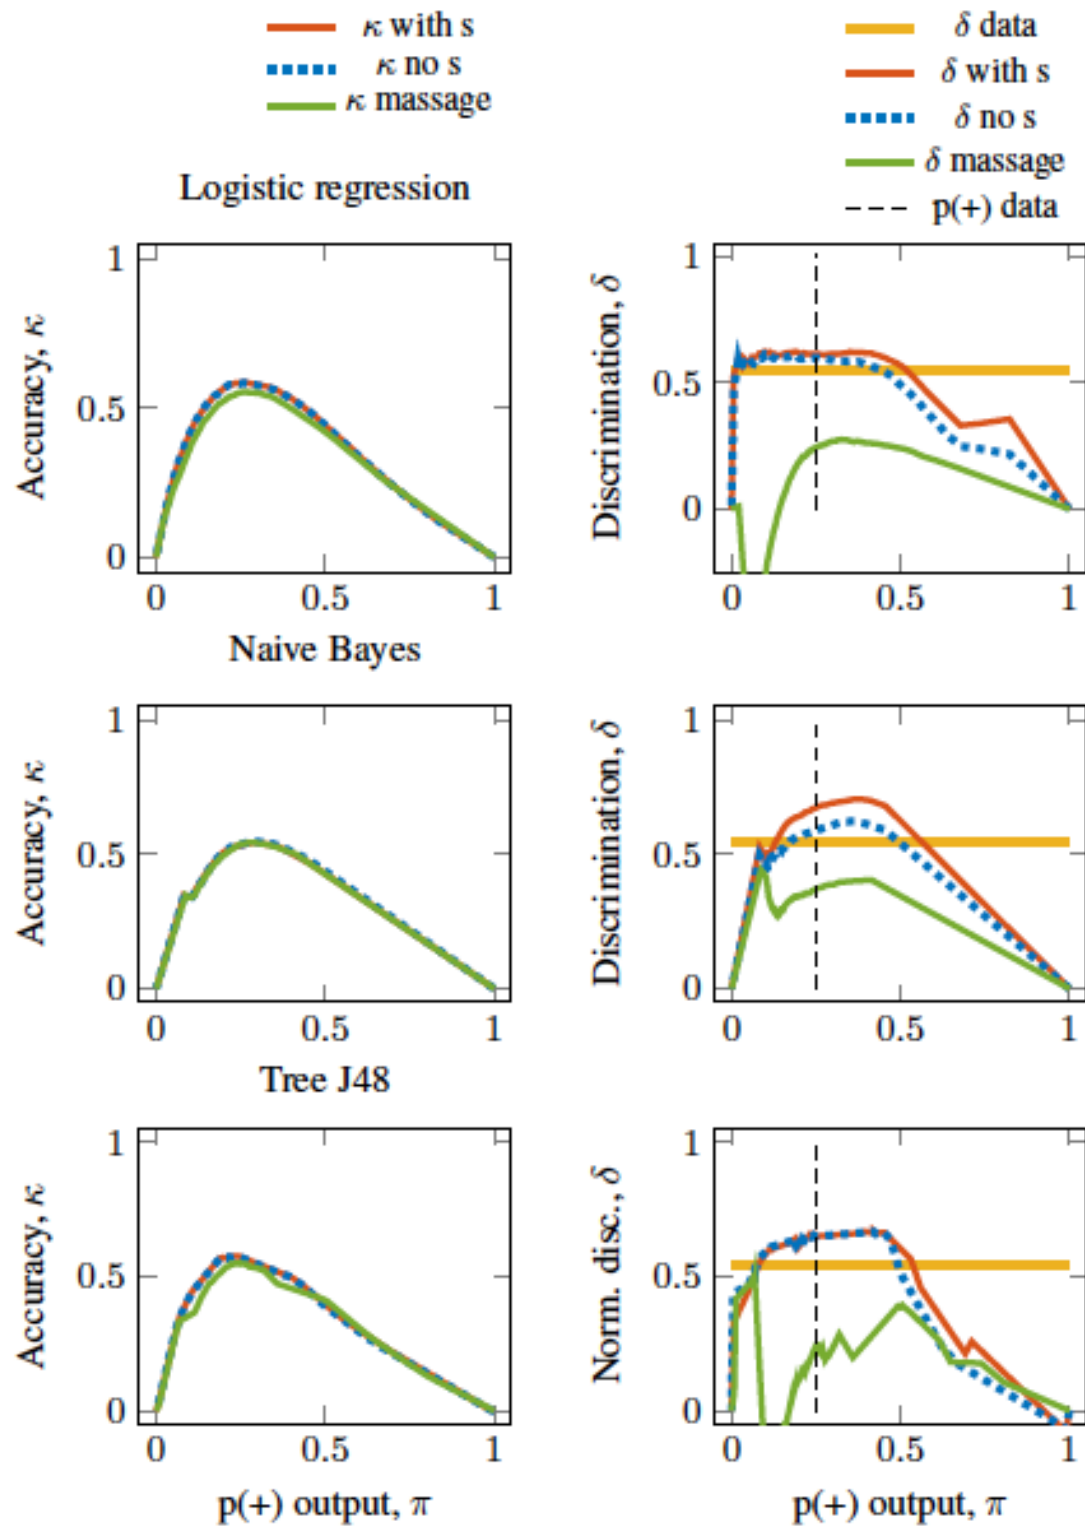 κ with s
κ no s
κ massage
δ data
δ with s
δ no s
δ massage
p(+) data
Logistic regression
Accuracy, κ
1
0.5
0
0
0.5
1
Discrimination, δ
1
0.5
0
0
0.5
1
Naive Bayes
Accuracy, κ
1
0.5
0
0
0.5
1
Discrimination, δ
1
0.5
0
0
0.5
1
Tree J48
Accuracy, κ
1
0.5
0
0
0.5
1
p(+) output, π
Norm. disc., δ
1
0.5
0
0
0.5
1
p(+) output, π